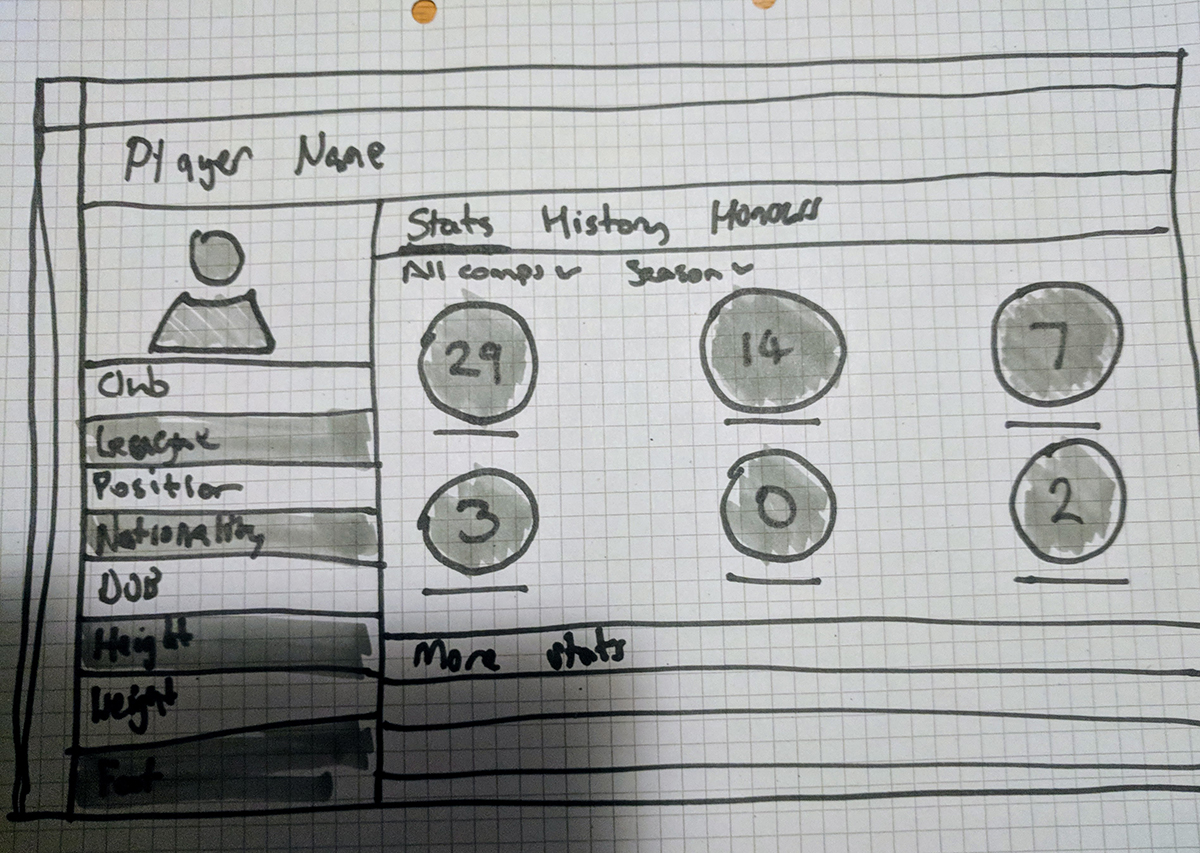 Player Name
Stats History Honours
All comps Season
29 14 7
3 0 2
Club
League
Position
Nationality
DOB
Height
Weight
Foot
More stats